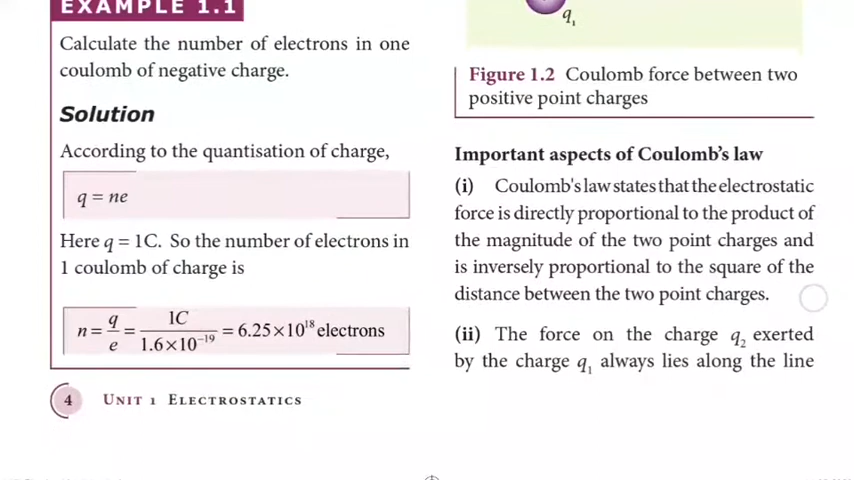 EXAMPLE 1.1
Calculate the number of electrons in one
coulomb of negative charge.
Solution
According to the quantisation of charge,
q = ne
Here q = 1C. So the number of electrons in
1 coulomb of charge is
n = q/e = 1C/1.6×10⁻¹⁹ = 6.25×10¹⁸ electrons
4 UNIT 1 ELECTROSTATICS
q₁
Figure 1.2 Coulomb force between two
positive point charges
Important aspects of Coulomb's law
(i) Coulomb's law states that the electrostatic
force is directly proportional to the product of
the magnitude of the two point charges and
is inversely proportional to the square of the
distance between the two point charges.
(ii) The force on the charge q₂ exerted
by the charge q₁ always lies along the line